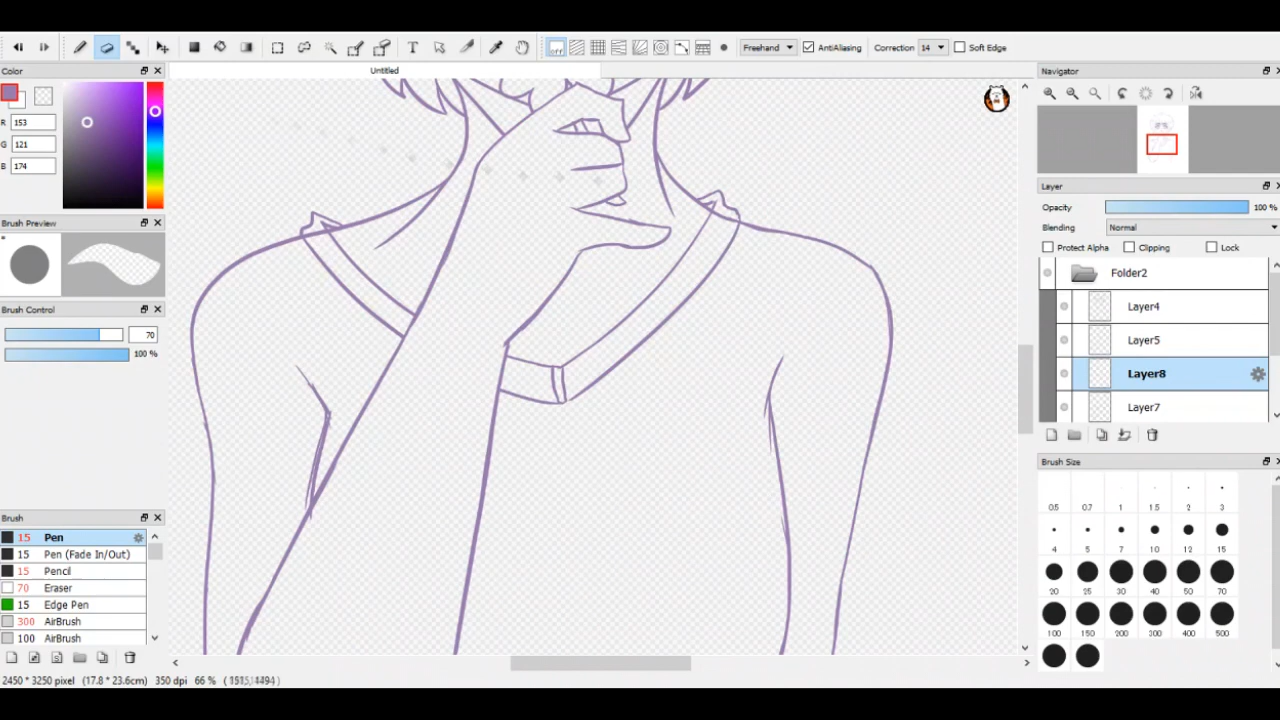 Freehand
AntiAliasing
Correction
14
Soft Edge
Color
Untitled
Navigator
R
153
G
121
B
174
Layer
Opacity
100 %
Blending
Normal
Protect Alpha
Clipping
Lock
Brush Preview
Folder2
Layer4
Layer5
Layer8
Layer7
Brush Control
70
100 %
Brush Size
0.5 0.7 1 1.5 2 3
4 5 7 10 12 15
20 25 30 40 50 70
100 150 200 300 400 500
Brush
15 Pen
15 Pen (Fade In/Out)
15 Pencil
70 Eraser
15 Edge Pen
300 AirBrush
100 AirBrush
2450 * 3250 pixel (17.8 * 23.6cm) 350 dpi 66 %